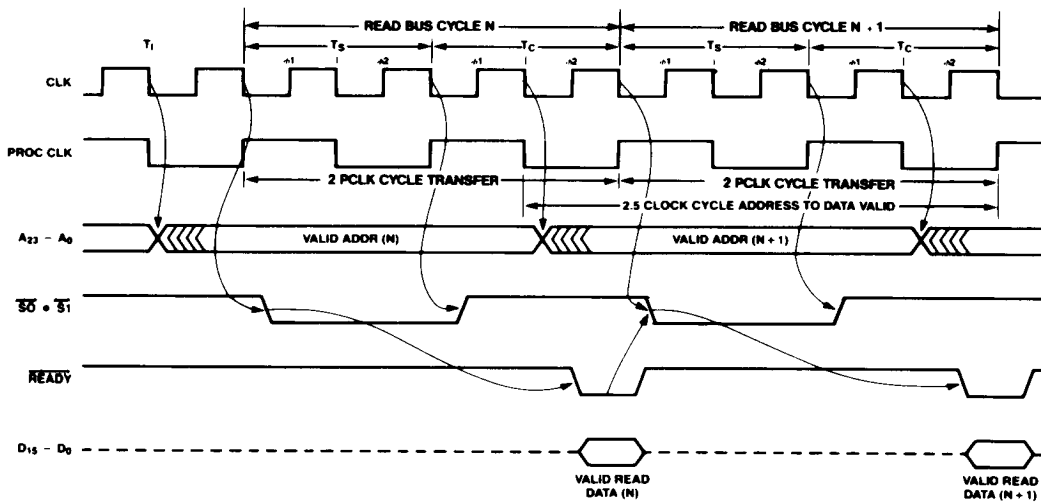 READ BUS CYCLE N
READ BUS CYCLE N + 1
TI
TS
TC
TS
TC
φ1
φ2
φ1
φ2
φ1
φ2
φ1
φ2
CLK
PROC CLK
2 PCLK CYCLE TRANSFER
2 PCLK CYCLE TRANSFER
2.5 CLOCK CYCLE ADDRESS TO DATA VALID
A23 – A0
VALID ADDR (N)
VALID ADDR (N + 1)
S0 • S1
READY
D15 – D0
VALID READ
DATA (N)
VALID READ
DATA (N + 1)